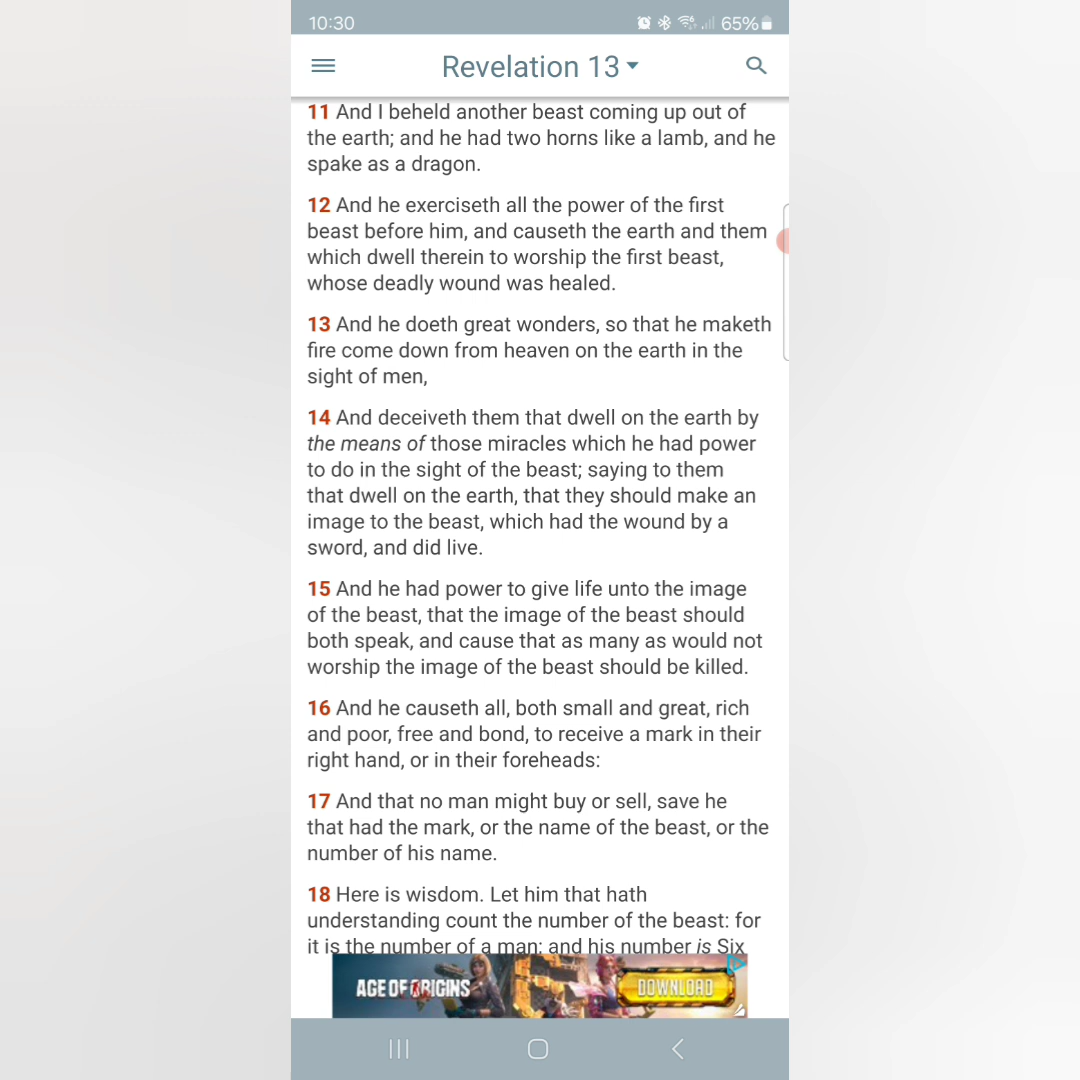 10:30
65%
Revelation 13
11 And I beheld another beast coming up out of
the earth; and he had two horns like a lamb, and he
spake as a dragon.
12 And he exerciseth all the power of the first
beast before him, and causeth the earth and them
which dwell therein to worship the first beast,
whose deadly wound was healed.
13 And he doeth great wonders, so that he maketh
fire come down from heaven on the earth in the
sight of men,
14 And deceiveth them that dwell on the earth by
the means of those miracles which he had power
to do in the sight of the beast; saying to them
that dwell on the earth, that they should make an
image to the beast, which had the wound by a
sword, and did live.
15 And he had power to give life unto the image
of the beast, that the image of the beast should
both speak, and cause that as many as would not
worship the image of the beast should be killed.
16 And he causeth all, both small and great, rich
and poor, free and bond, to receive a mark in their
right hand, or in their foreheads:
17 And that no man might buy or sell, save he
that had the mark, or the name of the beast, or the
number of his name.
18 Here is wisdom. Let him that hath
understanding count the number of the beast: for
it is the number of a man; and his number is Six
AGE OF ORIGINS
DOWNLOAD